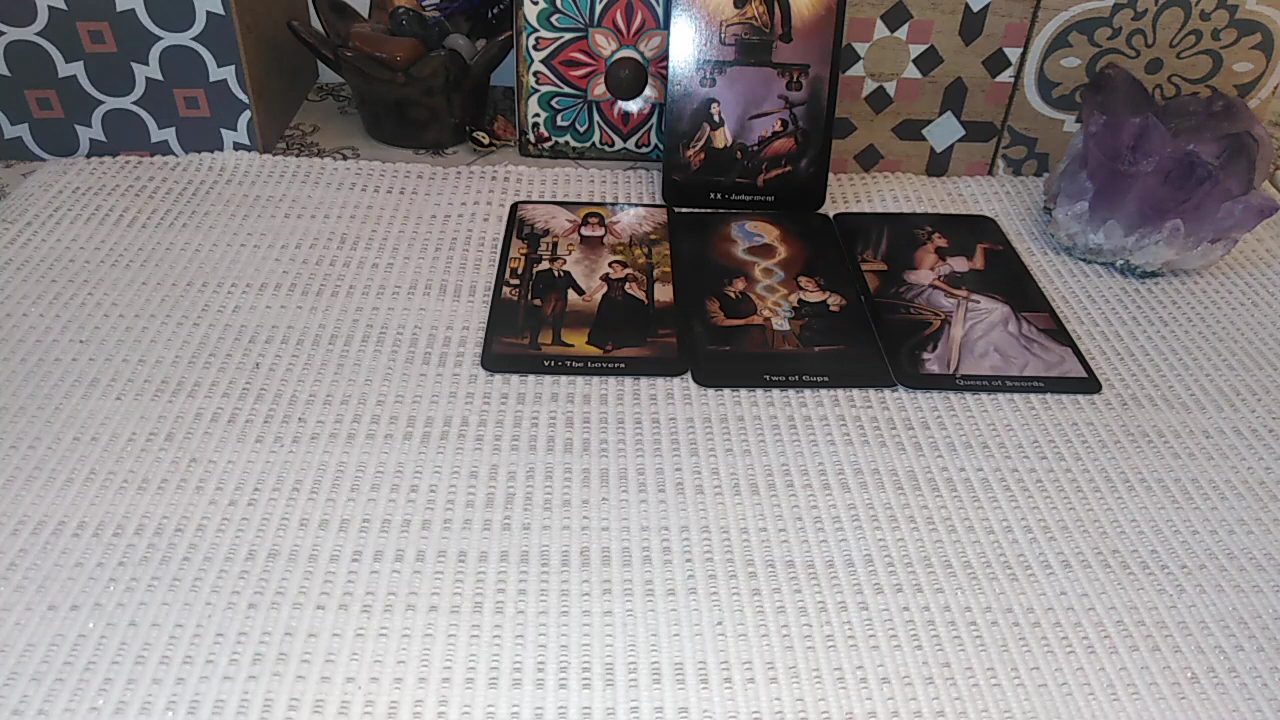 XX • Judgement
VI • The Lovers
Two of Cups
Queen of Swords